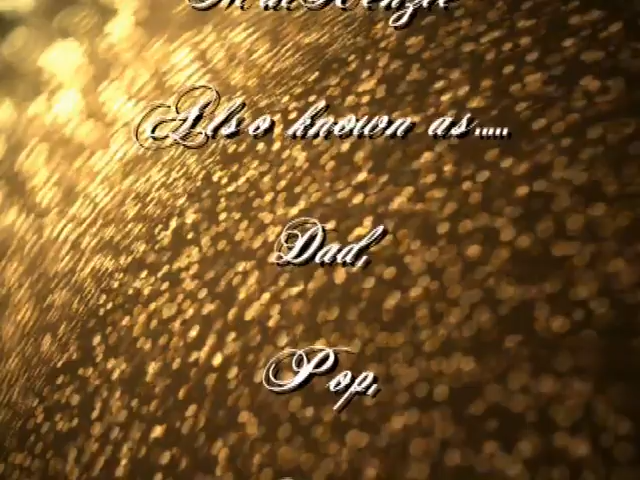 Also known as....
Dad,
Pop,